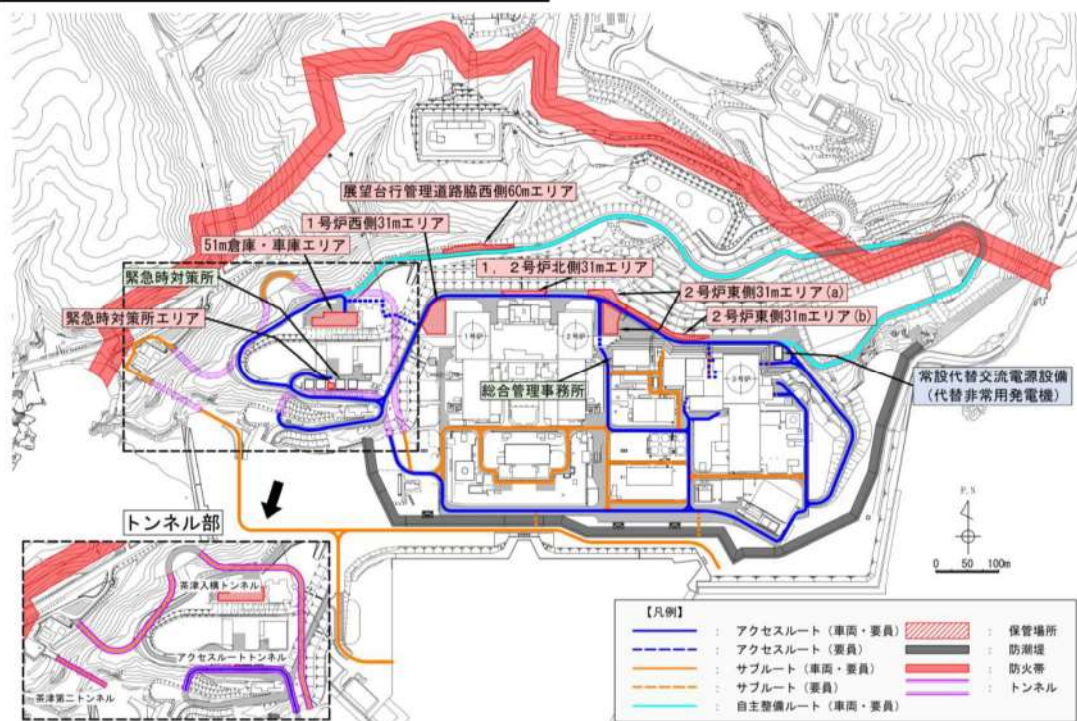 展望台行管理道路脇西側60mエリア
1号炉西側31mエリア
51m倉庫・車庫エリア
1，2号炉北側31mエリア
緊急時対策所
2号炉東側31mエリア(a)
緊急時対策所エリア
2号炉東側31mエリア(b)
1号炉
2号炉
3号炉
総合管理事務所
常設代替交流電源設備
(代替非常用発電機)
トンネル部
P.N
0 50 100m
茶津入構トンネル
アクセスルートトンネル
茶津第二トンネル
【凡例】
： アクセスルート（車両・要員）
： アクセスルート（要員）
： サブルート（車両・要員）
： サブルート（要員）
： 自主整備ルート（車両・要員）
： 保管場所
： 防潮堤
： 防火帯
： トンネル